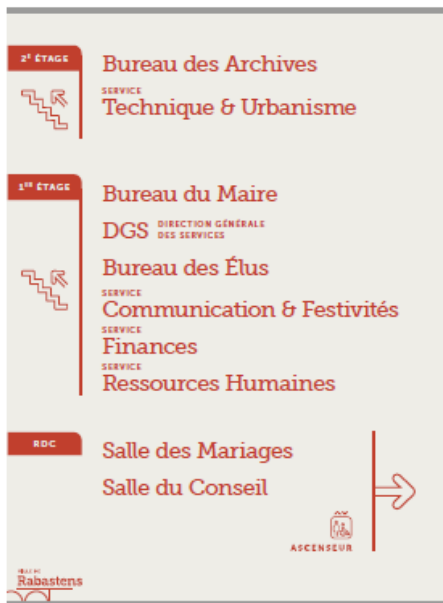 2E ÉTAGE
Bureau des Archives
SERVICE
Technique & Urbanisme
1ER ÉTAGE
Bureau du Maire
DGS DIRECTION GÉNÉRALE
DES SERVICES
Bureau des Élus
SERVICE
Communication & Festivités
SERVICE
Finances
SERVICE
Ressources Humaines
RDC
Salle des Mariages
Salle du Conseil
ASCENSEUR
Rabastens